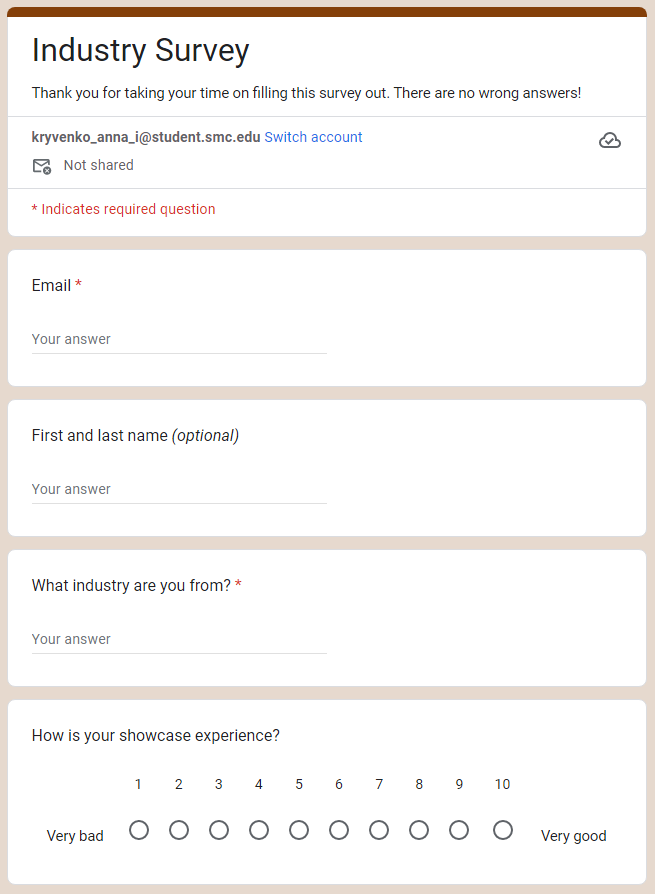 Industry Survey
Thank you for taking your time on filling this survey out. There are no wrong answers!
kryvenko_anna_i@student.smc.edu Switch account
Not shared
* Indicates required question
Email *
Your answer
First and last name (optional)
Your answer
What industry are you from? *
Your answer
How is your showcase experience?
1 2 3 4 5 6 7 8 9 10
Very bad Very good